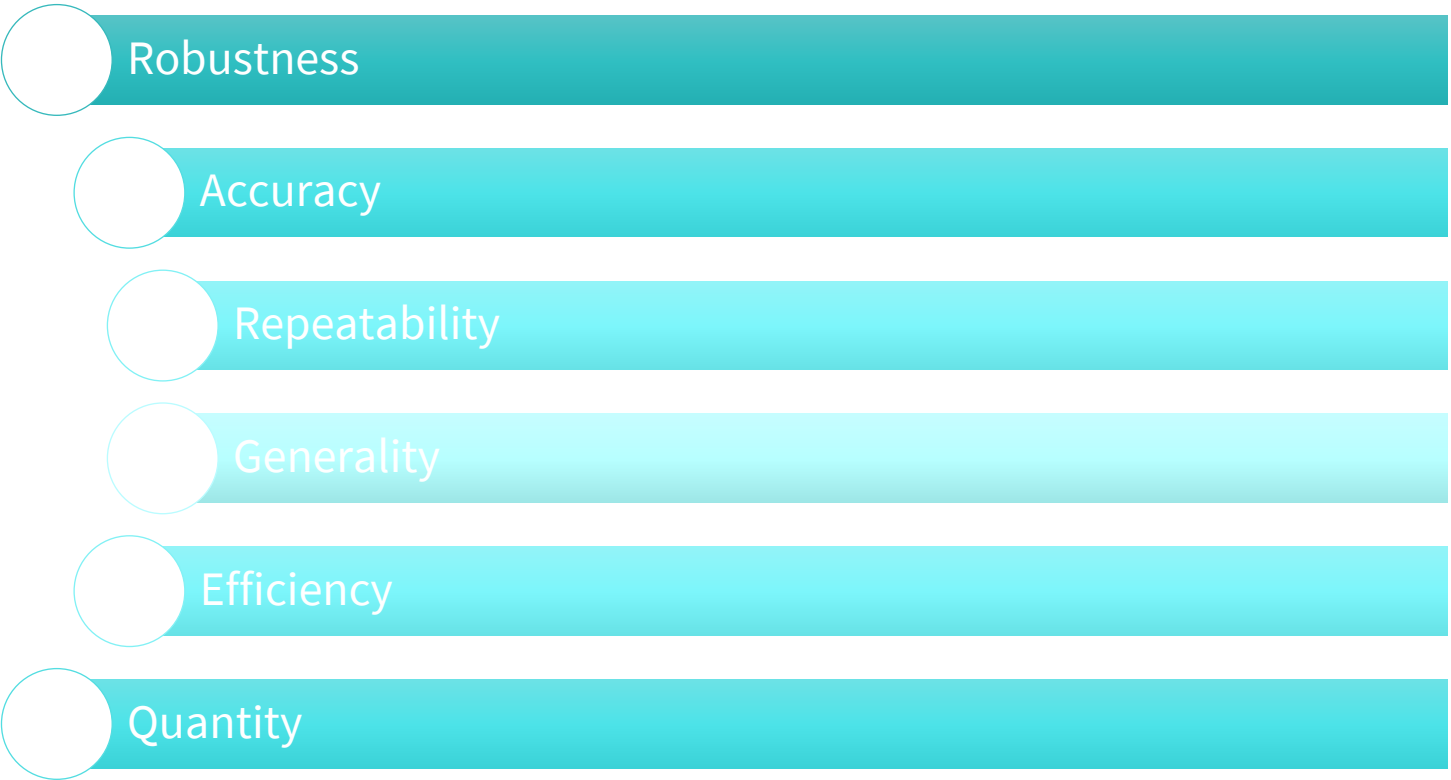 Robustness
Accuracy
Repeatability
Generality
Efficiency
Quantity